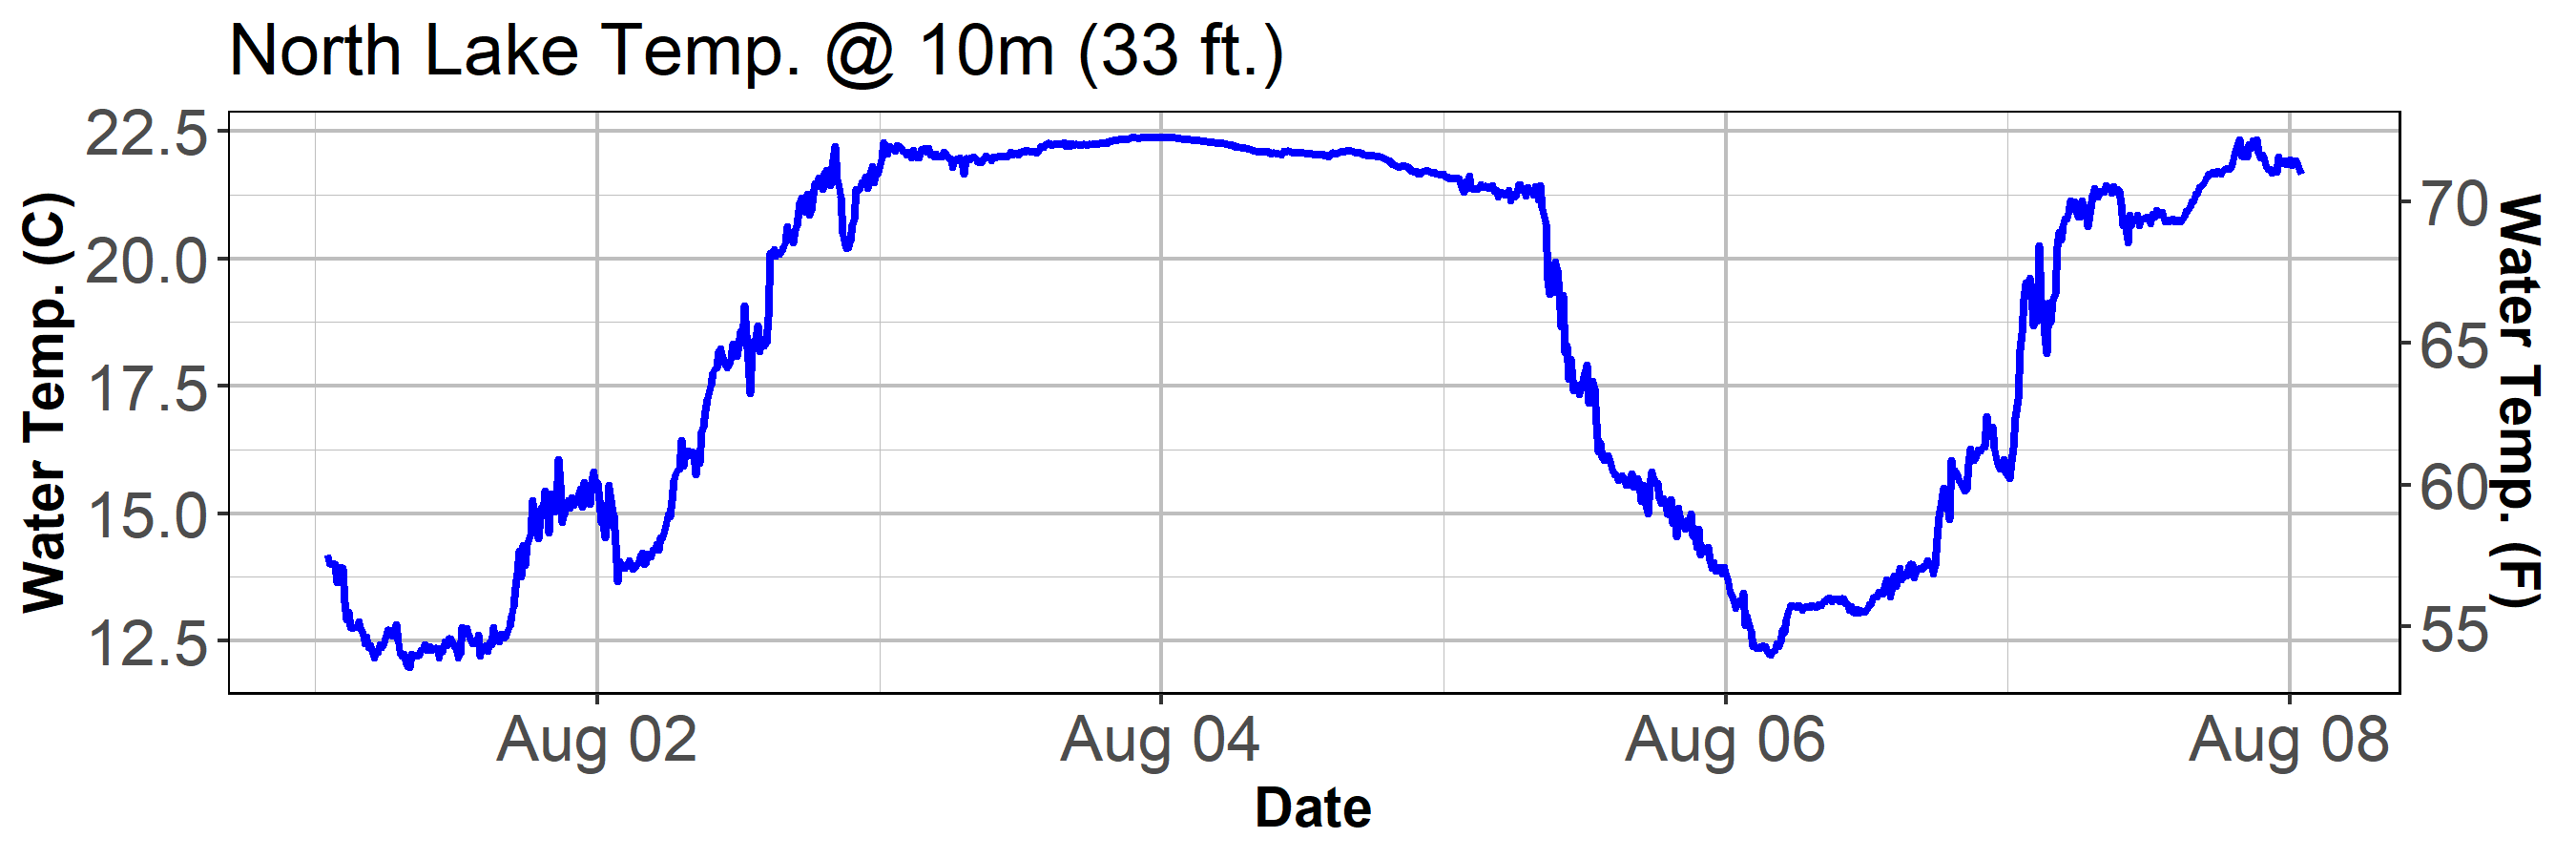 North Lake Temp. @ 10m (33 ft.)
Water Temp. (C)
22.5
20.0
17.5
15.0
12.5
70
65
60
55
Water Temp. (F)
Aug 02
Aug 04
Aug 06
Aug 08
Date